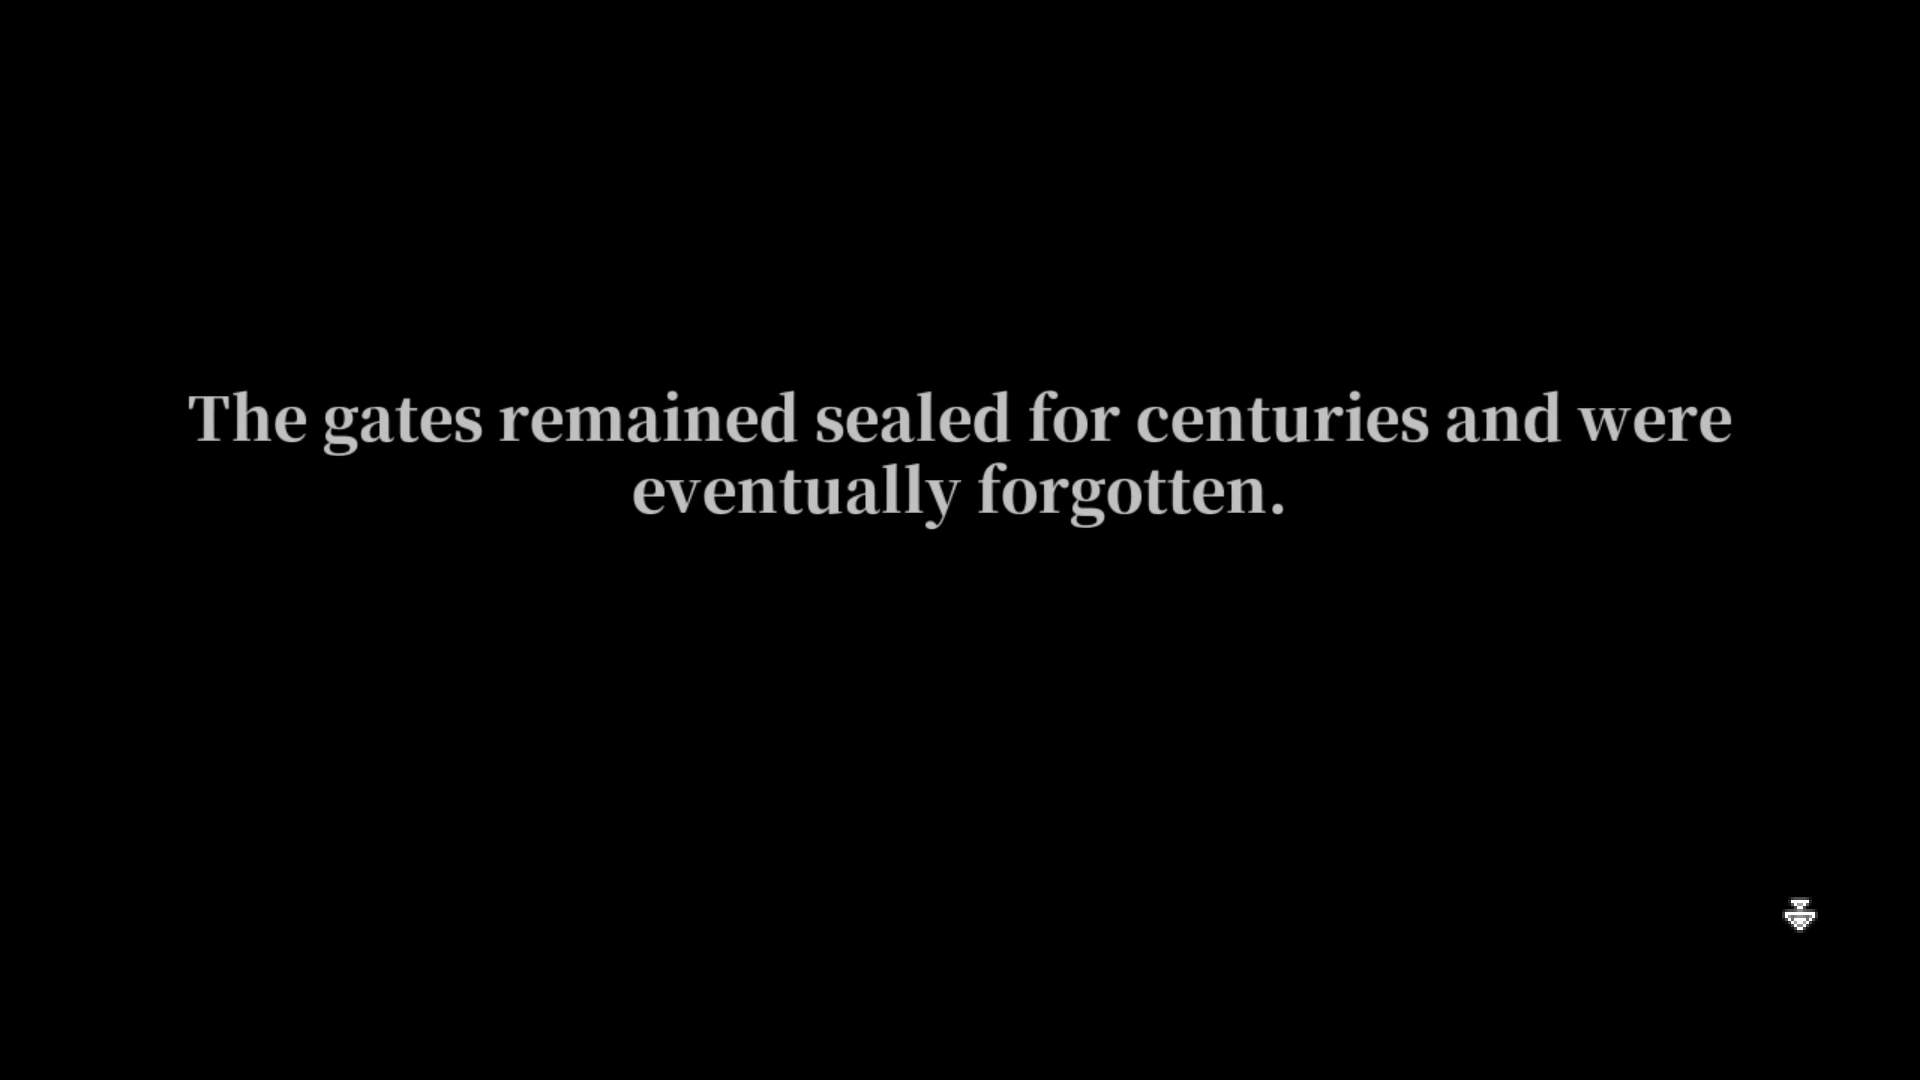 The gates remained sealed for centuries and were
eventually forgotten.